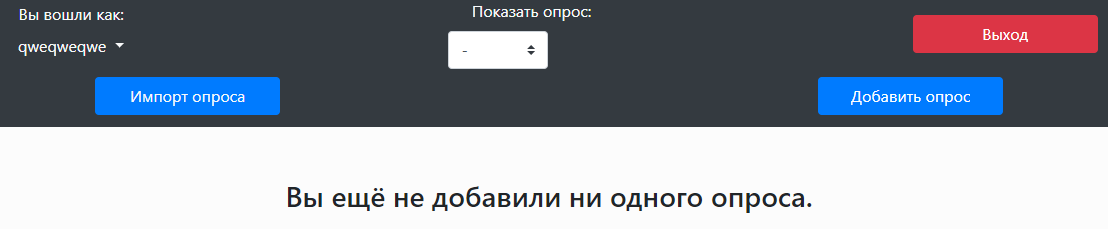 Вы вошли как:
Показать опрос:
Выход
qweqweqwe
-
Импорт опроса
Добавить опрос
Вы ещё не добавили ни одного опроса.